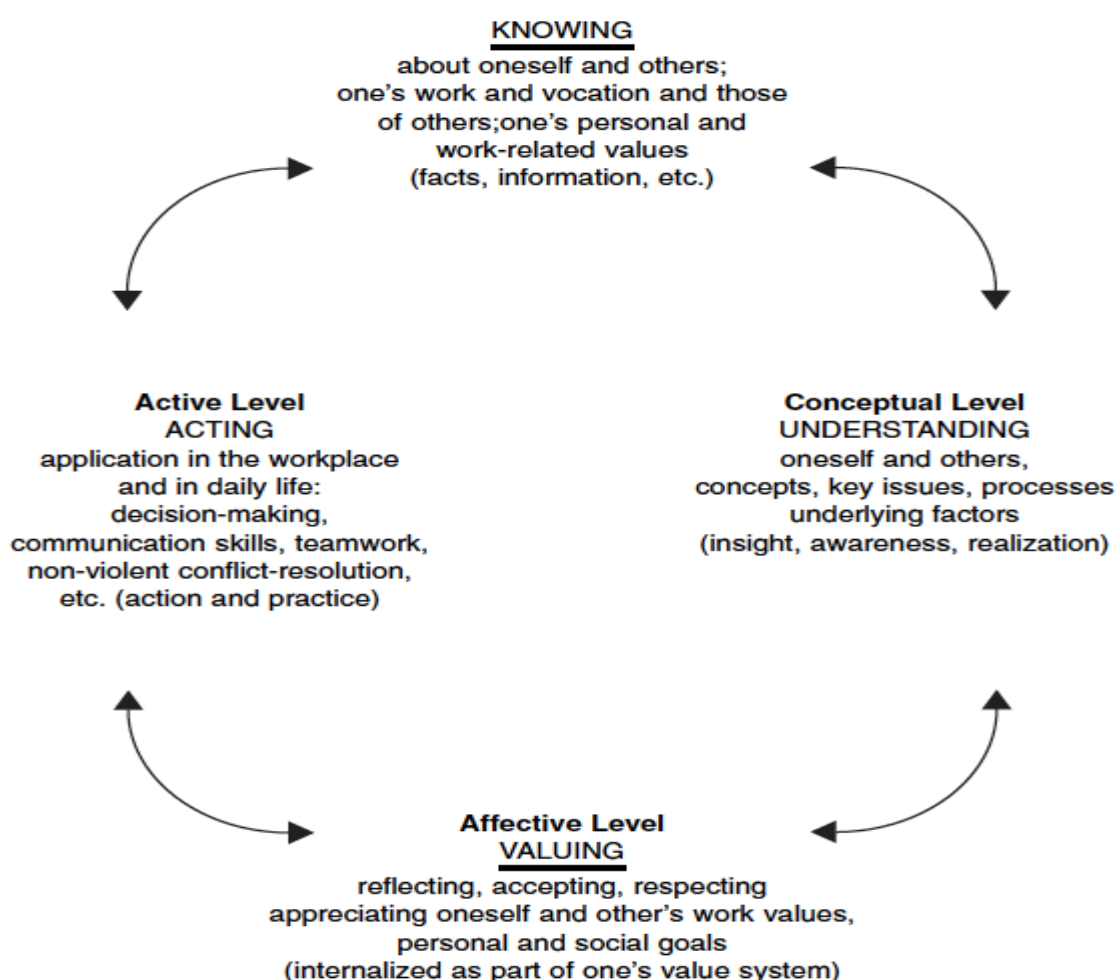 KNOWING
about oneself and others;
one's work and vocation and those
of others;one's personal and
work-related values
(facts, information, etc.)
Active Level
ACTING
application in the workplace
and in daily life:
decision-making,
communication skills, teamwork,
non-violent conflict-resolution,
etc. (action and practice)
Conceptual Level
UNDERSTANDING
oneself and others,
concepts, key issues, processes
underlying factors
(insight, awareness, realization)
Affective Level
VALUING
reflecting, accepting, respecting
appreciating oneself and other's work values,
personal and social goals
(internalized as part of one's value system)